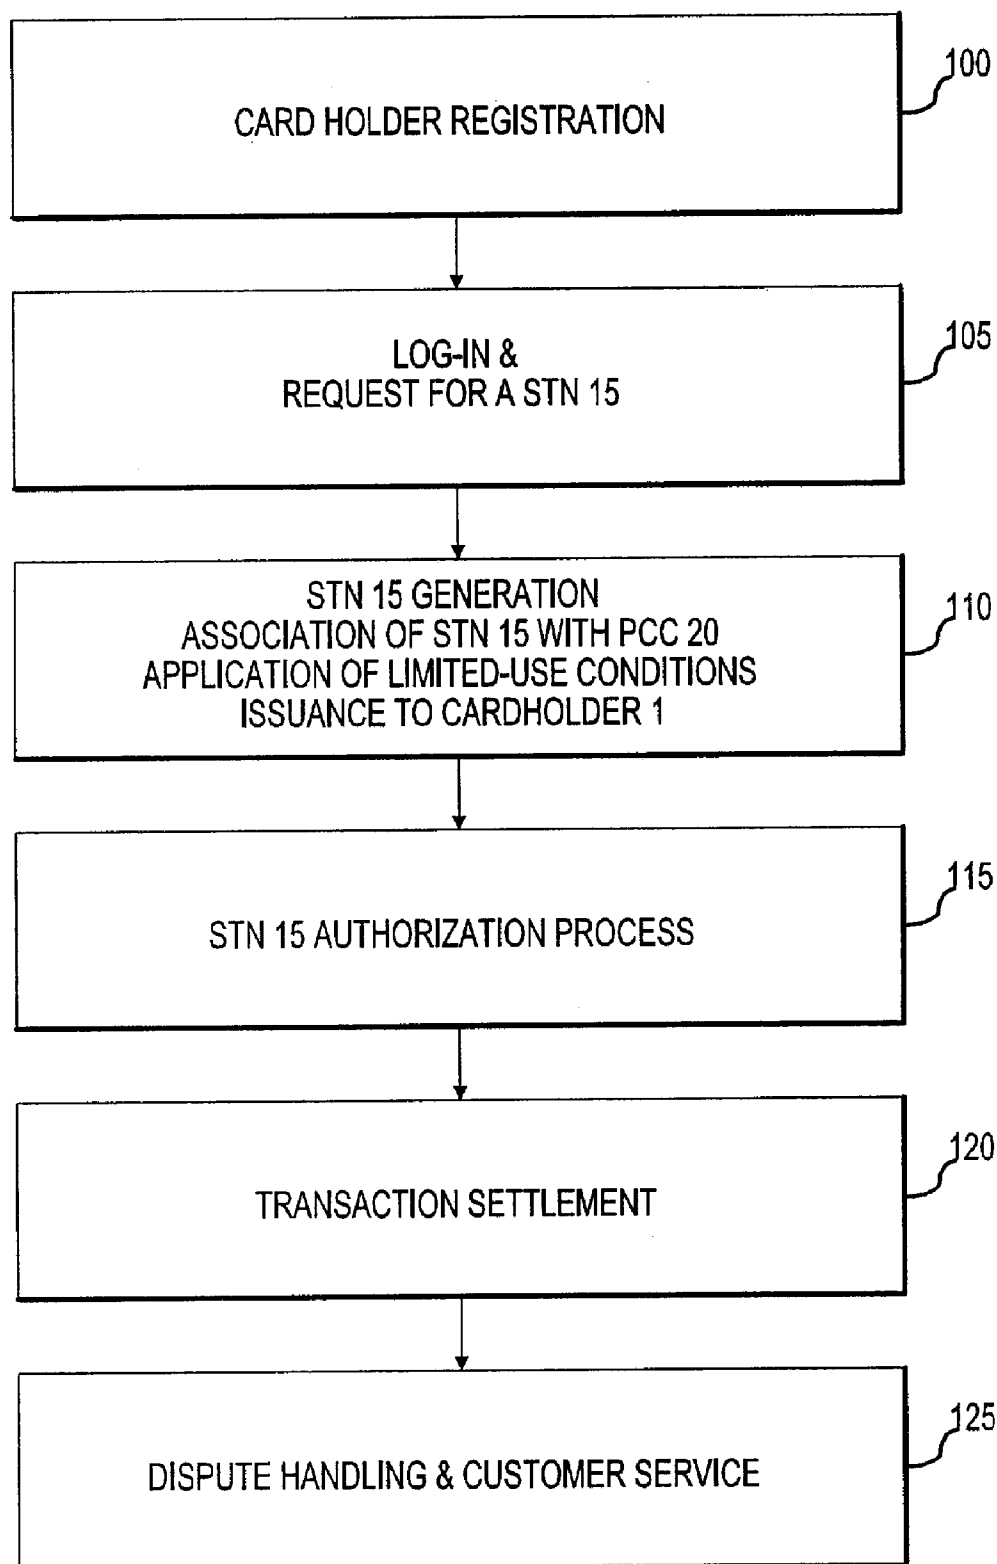 CARD HOLDER REGISTRATION
100
LOG-IN &
REQUEST FOR A STN 15
105
STN 15 GENERATION
ASSOCIATION OF STN 15 WITH PCC 20
APPLICATION OF LIMITED-USE CONDITIONS
ISSUANCE TO CARDHOLDER 1
110
STN 15 AUTHORIZATION PROCESS
115
TRANSACTION SETTLEMENT
120
DISPUTE HANDLING & CUSTOMER SERVICE
125